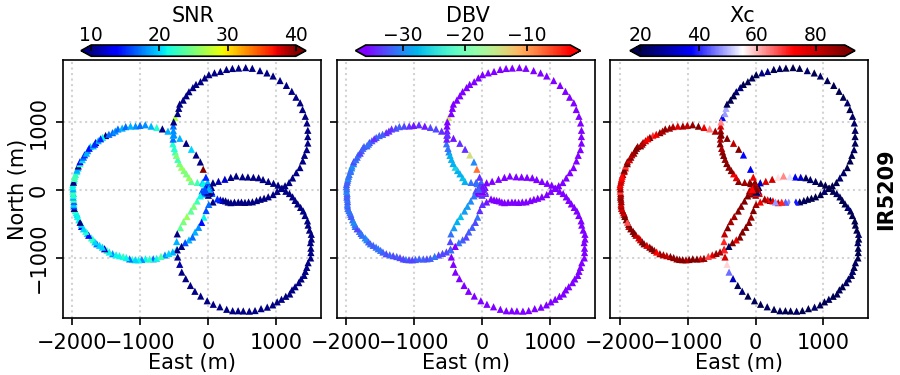 SNR DBV Xc
10 20 30 40 −30 −20 −10 20 40 60 80
North (m)
1000
0
−1000
IR5209
−2000 −1000 0 1000 −2000 −1000 0 1000 −2000 −1000 0 1000
East (m) East (m) East (m)